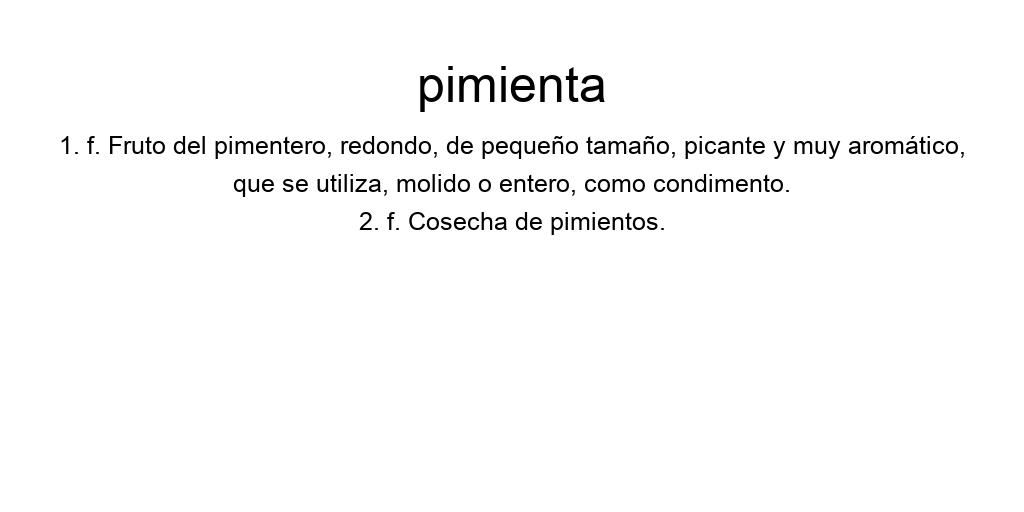 pimienta
1. f. Fruto del pimentero, redondo, de pequeño tamaño, picante y muy aromático,
que se utiliza, molido o entero, como condimento.
2. f. Cosecha de pimientos.